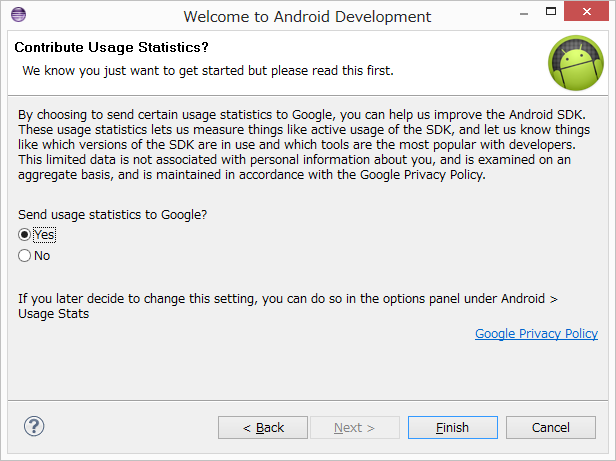 Welcome to Android Development
Contribute Usage Statistics?
We know you just want to get started but please read this first.
By choosing to send certain usage statistics to Google, you can help us improve the Android SDK.
These usage statistics lets us measure things like active usage of the SDK, and let us know things
like which versions of the SDK are in use and which tools are the most popular with developers.
This limited data is not associated with personal information about you, and is examined on an
aggregate basis, and is maintained in accordance with the Google Privacy Policy.
Send usage statistics to Google?
Yes
No
If you later decide to change this setting, you can do so in the options panel under Android >
Usage Stats
Google Privacy Policy
? < Back Next > Finish Cancel